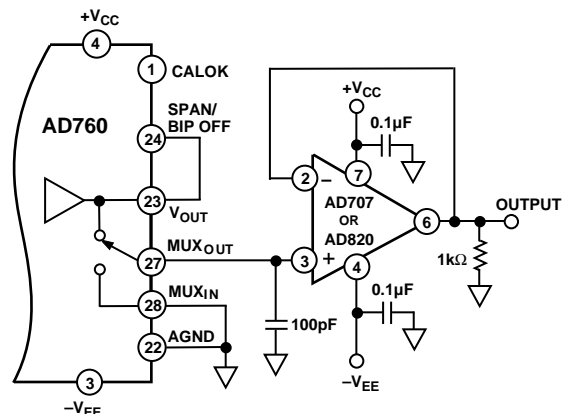 +VCC
4
1
CALOK
AD760
SPAN/
BIP OFF
24
23
VOUT
27
MUXOUT
28
MUXIN
22
AGND
3
–VEE
100pF
+VCC
0.1µF
7
2
–
AD707
OR
AD820
6
3
+
4
0.1µF
–VEE
OUTPUT
1kΩ